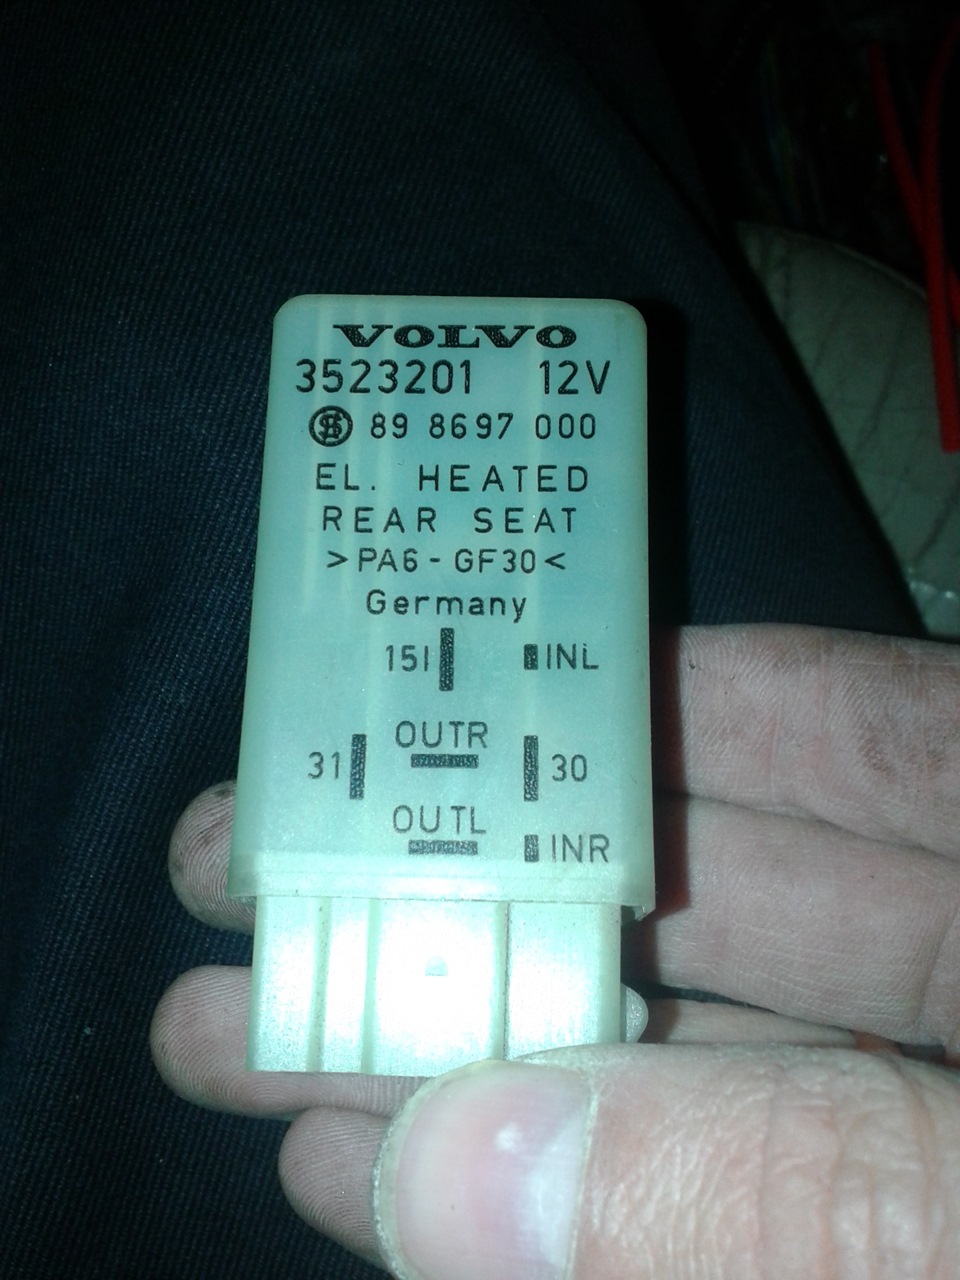 VOLVO
3523201 12V
89 8697 000
EL. HEATED
REAR SEAT
>PA6-GF30<
Germany
15I INL
OUTR
31 30
OUTL
INR